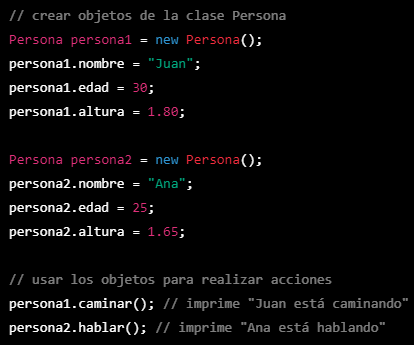 // crear objetos de la clase Persona
Persona persona1 = new Persona();
persona1.nombre = "Juan";
persona1.edad = 30;
persona1.altura = 1.80;
Persona persona2 = new Persona();
persona2.nombre = "Ana";
persona2.edad = 25;
persona2.altura = 1.65;
// usar los objetos para realizar acciones
persona1.caminar(); // imprime "Juan está caminando"
persona2.hablar(); // imprime "Ana está hablando"